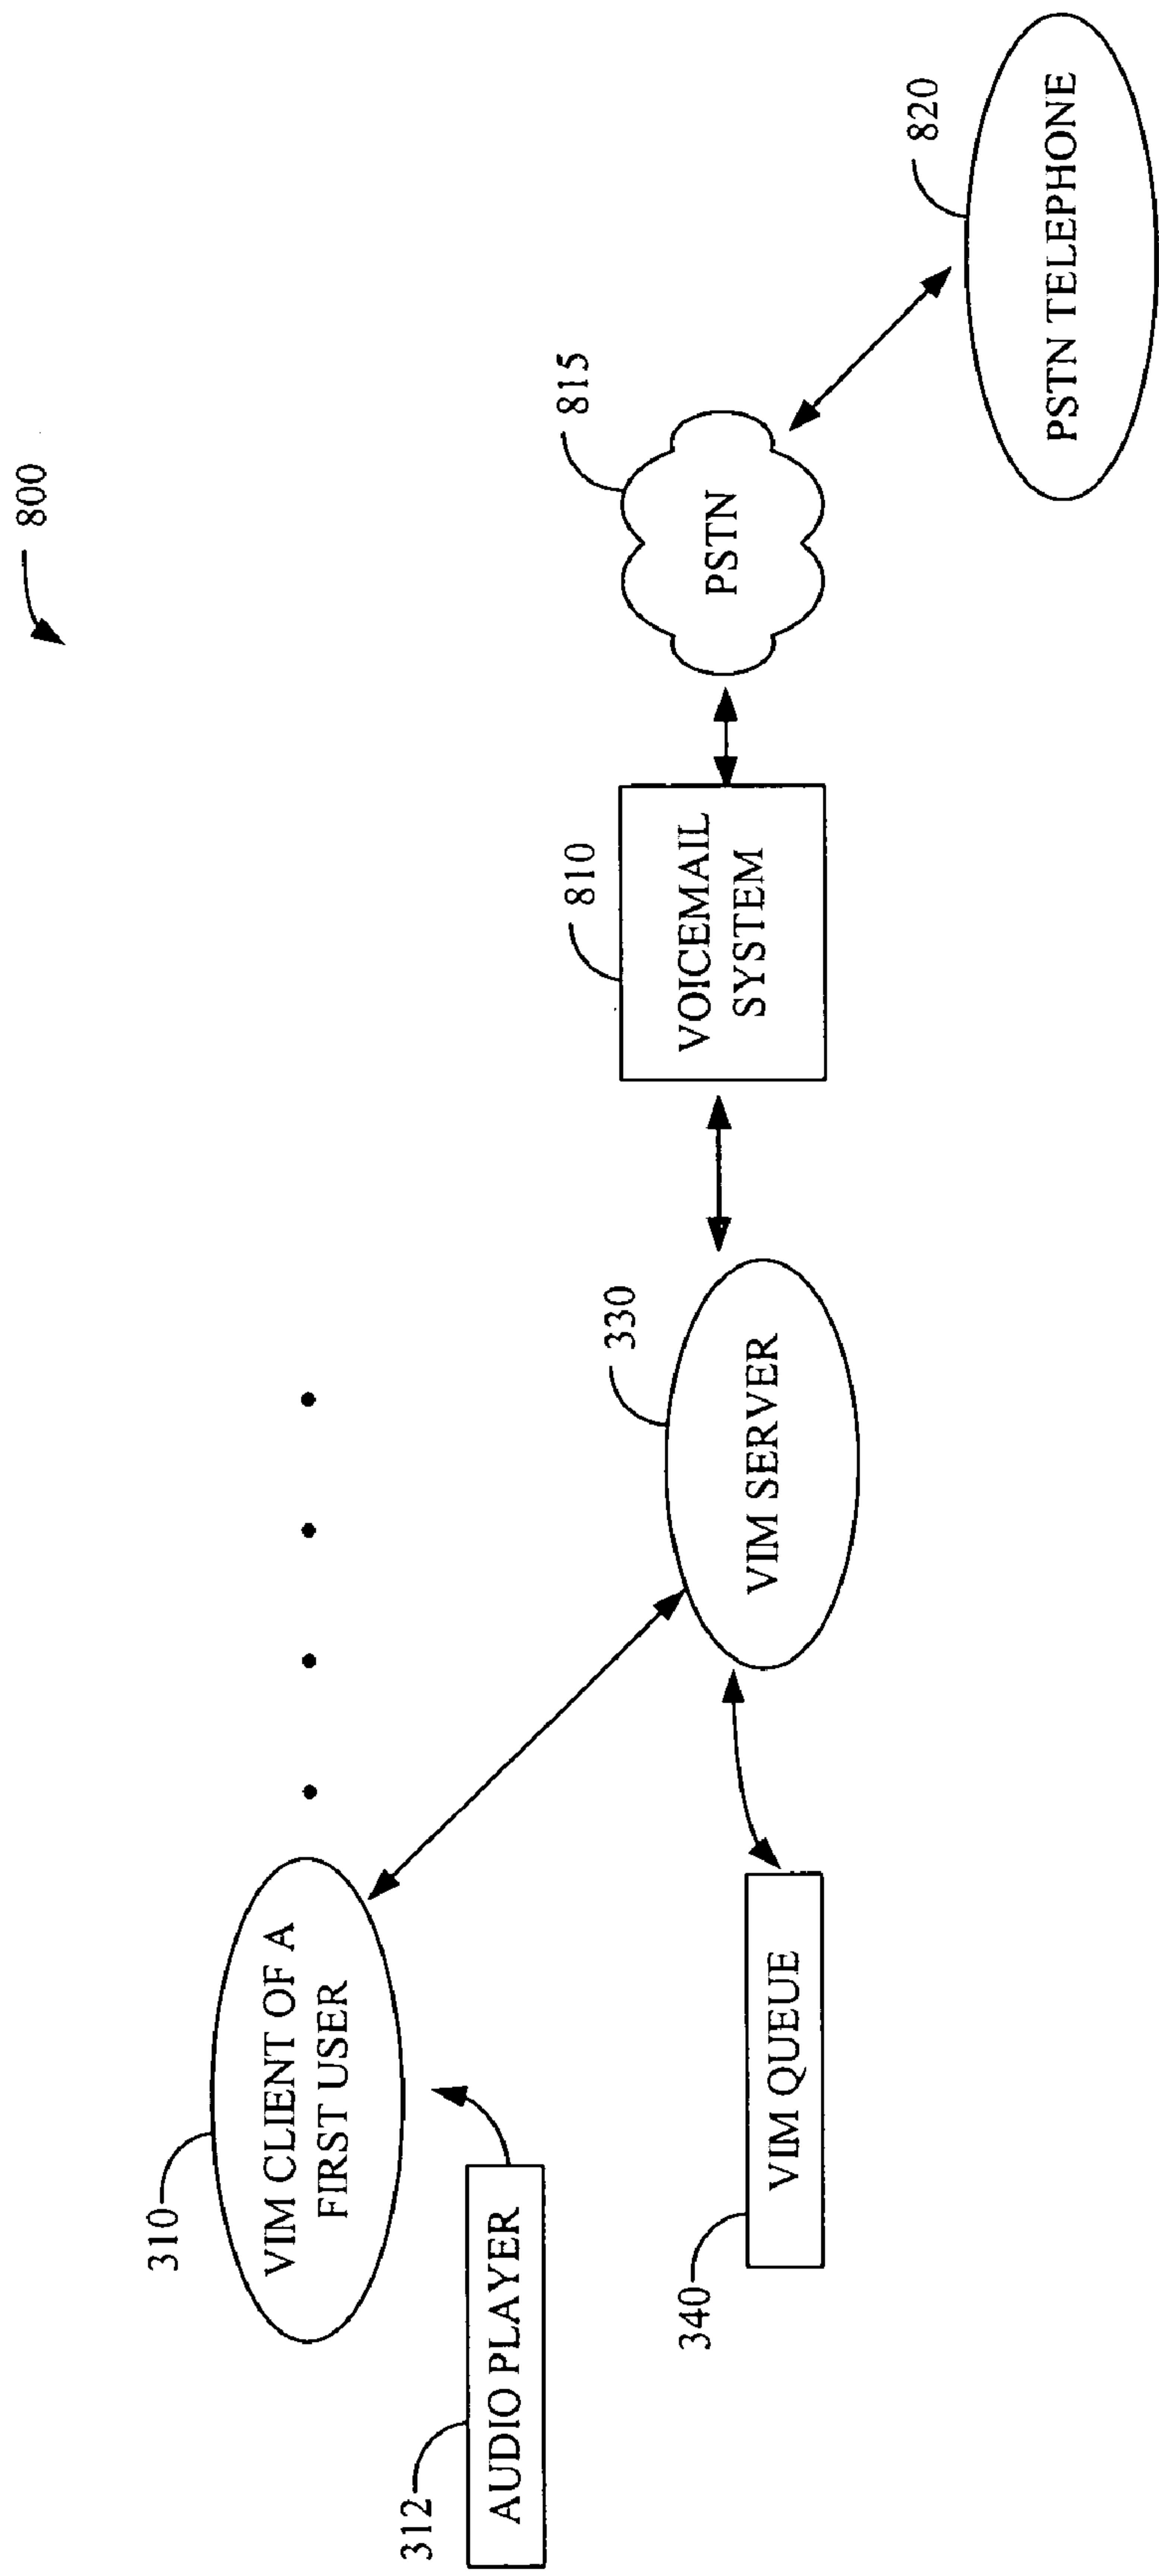 800
310
VIM CLIENT OF A
FIRST USER
312
AUDIO PLAYER
340
VIM QUEUE
330
VIM SERVER
810
VOICEMAIL
SYSTEM
815
PSTN
820
PSTN TELEPHONE